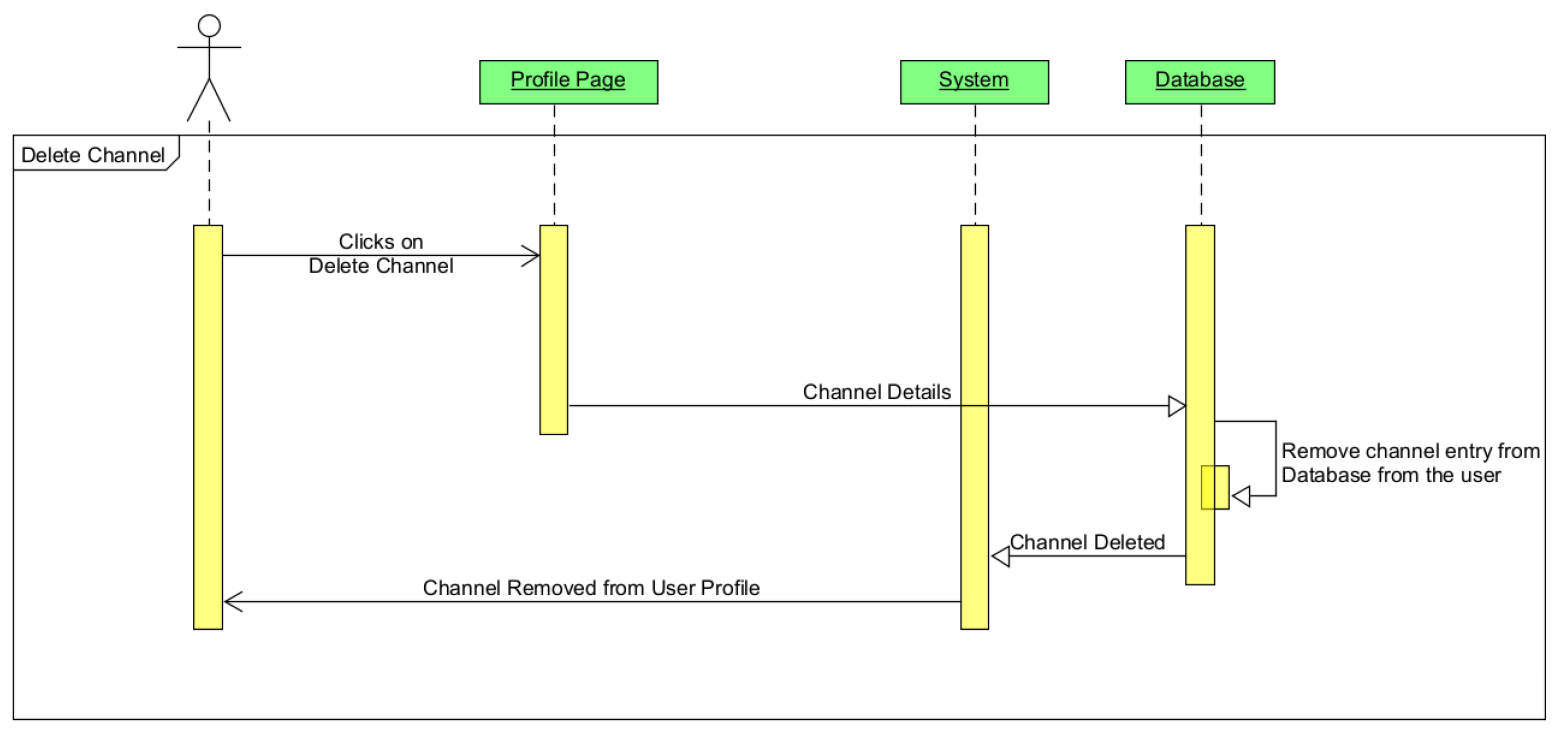 Profile Page
System
Database
Delete Channel
Clicks on
Delete Channel
Channel Details
Remove channel entry from
Database from the user
Channel Deleted
Channel Removed from User Profile